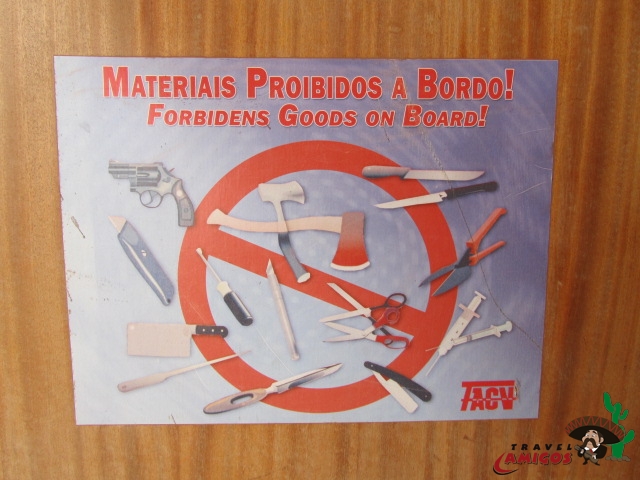 MATERIAIS PROIBIDOS A BORDO!
FORBIDENS GOODS ON BOARD!
TACV
TRAVEL
AMIGOS